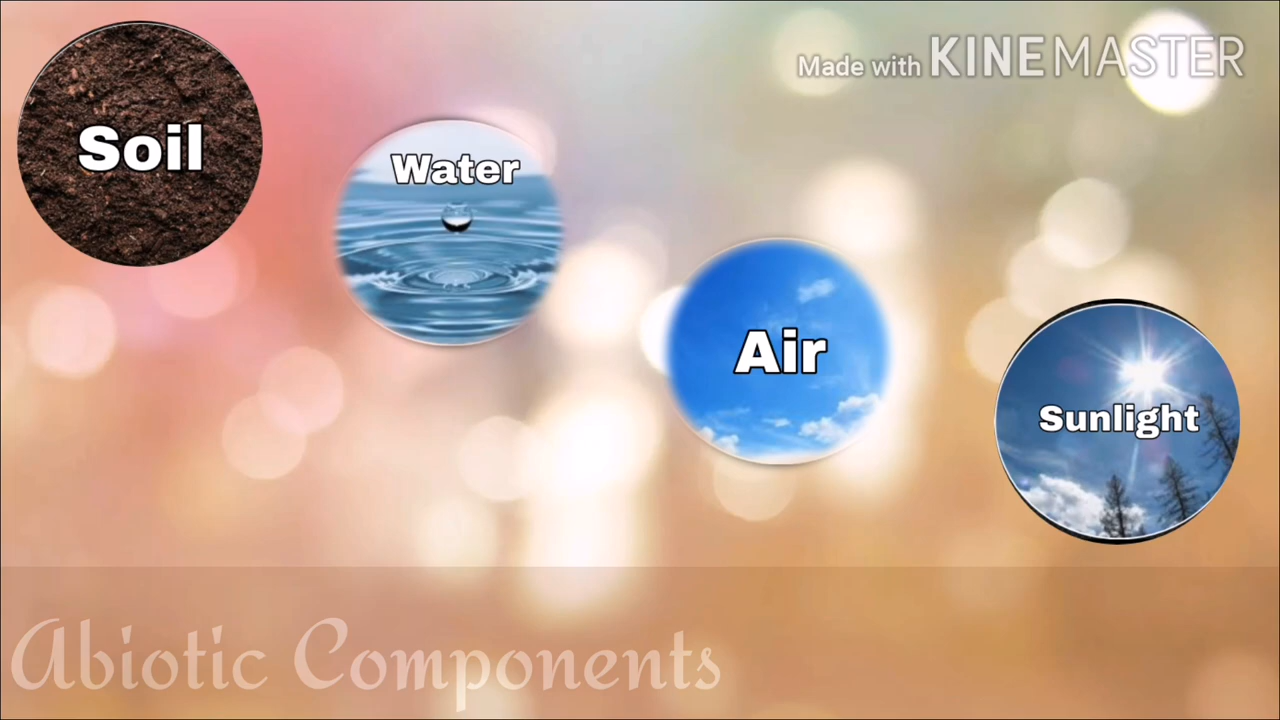 Made with KINEMASTER
Soil
Water
Air
Sunlight
Abiotic Components